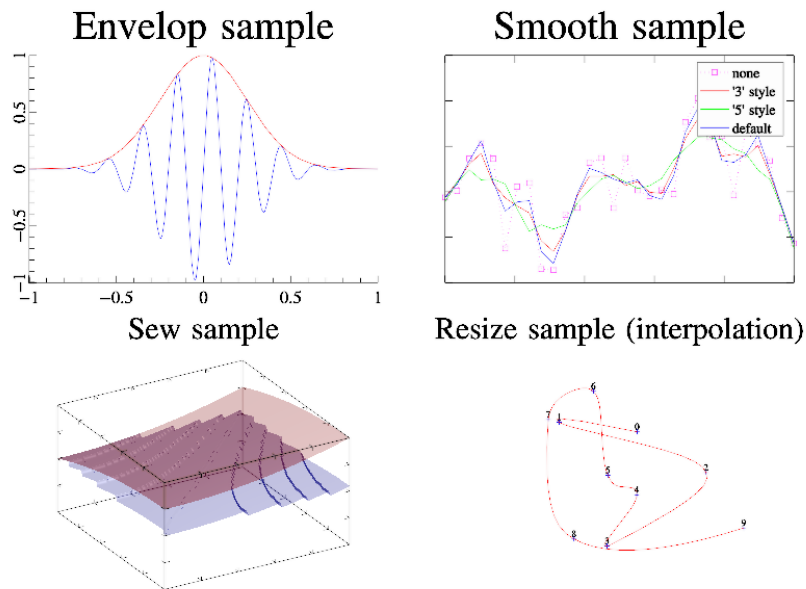 Envelop sample
Smooth sample
1
0.5
0
−0.5
−1
−1
−0.5
0
0.5
1
none
'3' style
'5' style
default
Sew sample
Resize sample (interpolation)
6
7
1
0
5
2
4
9
8
3